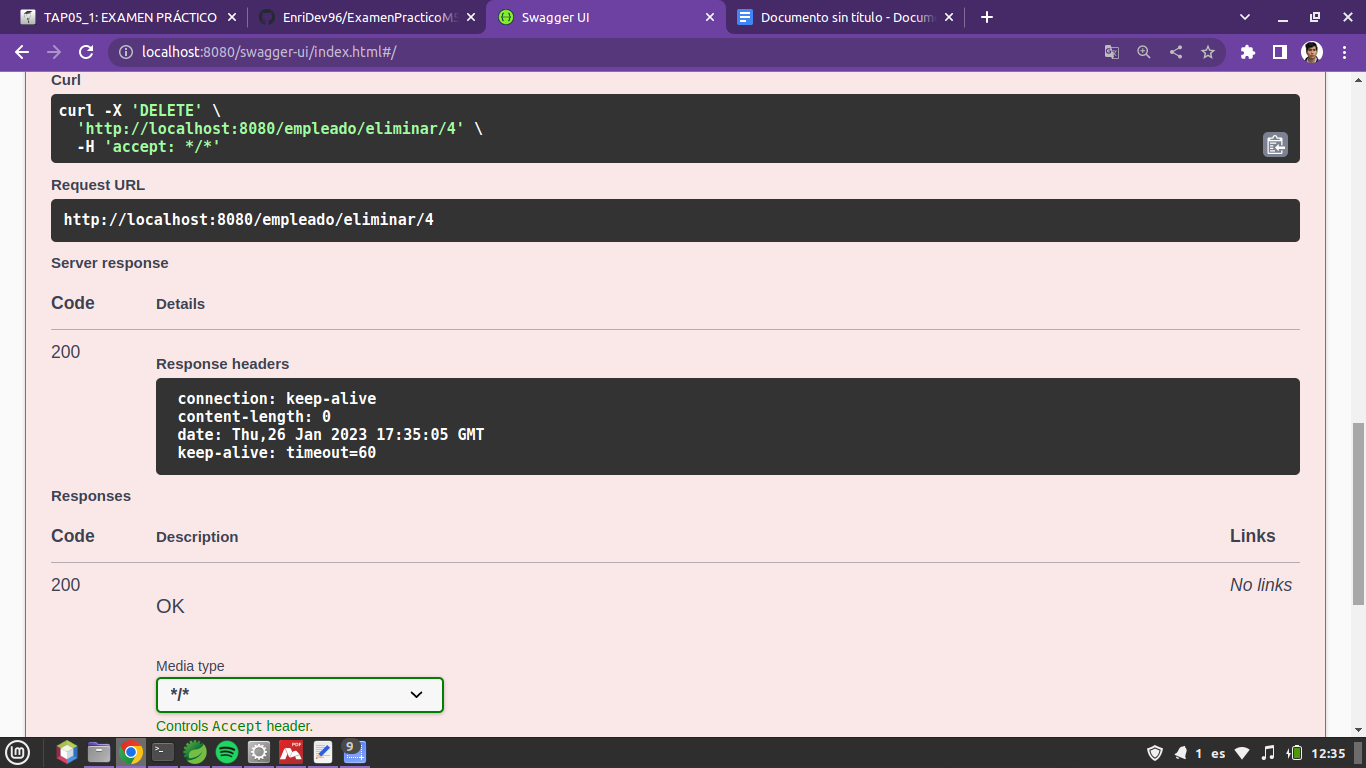 TAP05_1: EXAMEN PRÁCTICO
EnriDev96/ExamenPracticoMS
Swagger UI
Documento sin título - Docum
localhost:8080/swagger-ui/index.html#/
Curl
curl -X 'DELETE' \
'http://localhost:8080/empleado/eliminar/4' \
-H 'accept: */*'
Request URL
http://localhost:8080/empleado/eliminar/4
Server response
Code Details
200
Response headers
connection: keep-alive
content-length: 0
date: Thu,26 Jan 2023 17:35:05 GMT
keep-alive: timeout=60
Responses
Code Description Links
200 No links
OK
Media type
*/*
Controls Accept header.
PDF
9
1 es 12:35